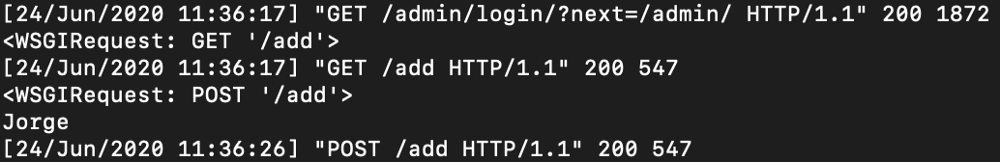 [24/Jun/2020 11:36:17] "GET /admin/login/?next=/admin/ HTTP/1.1" 200 1872
<WSGIRequest: GET '/add'>
[24/Jun/2020 11:36:17] "GET /add HTTP/1.1" 200 547
<WSGIRequest: POST '/add'>
Jorge
[24/Jun/2020 11:36:26] "POST /add HTTP/1.1" 200 547